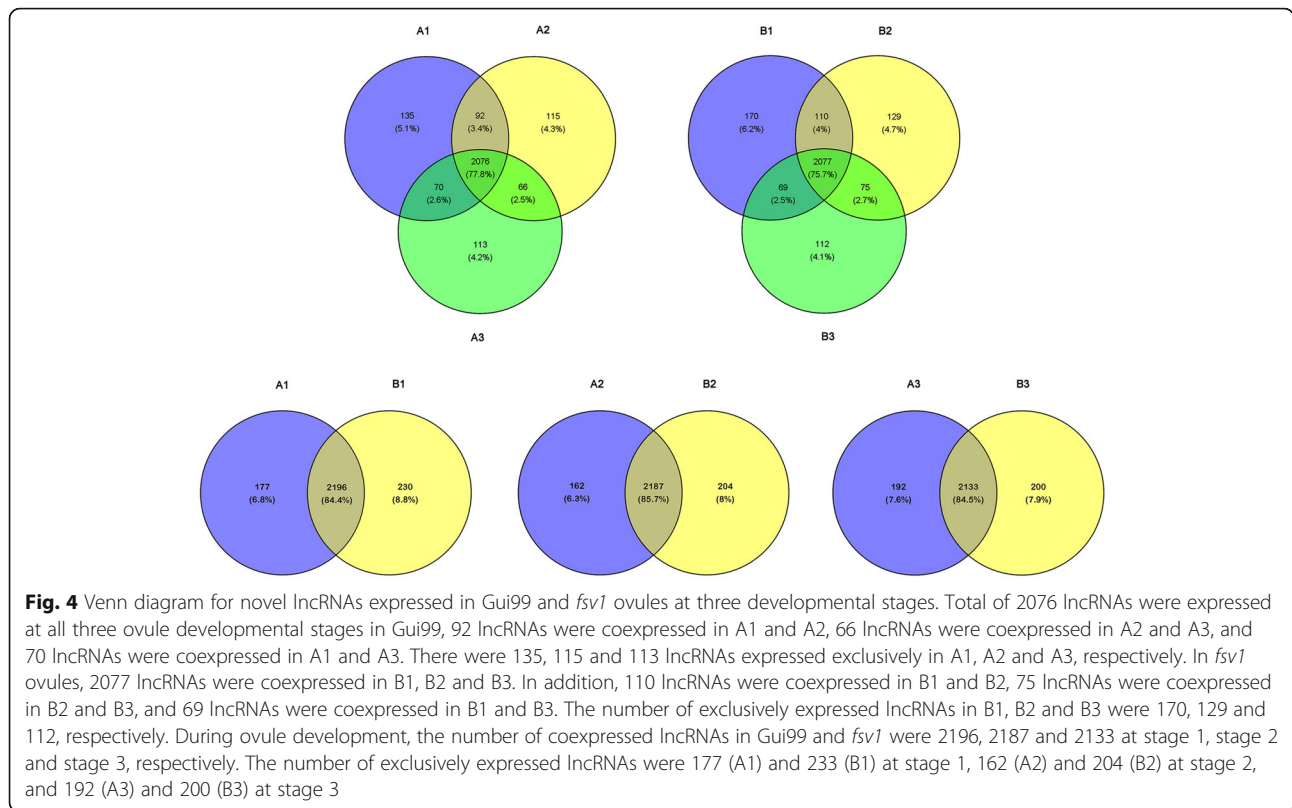 A1 A2
135 (5.1%)
92 (3.4%)
115 (4.3%)
2076 (77.8%)
70 (2.6%)
66 (2.5%)
113 (4.2%)
A3
B1 B2
170 (6.2%)
110 (4%)
129 (4.7%)
2077 (75.7%)
69 (2.5%)
75 (2.7%)
112 (4.1%)
B3
A1 B1
177 (6.8%)
2196 (84.4%)
230 (8.8%)
A2 B2
162 (6.3%)
2187 (85.7%)
204 (8%)
A3 B3
192 (7.6%)
2133 (84.5%)
200 (7.9%)
Fig. 4 Venn diagram for novel lncRNAs expressed in Gui99 and fsv1 ovules at three developmental stages. Total of 2076 lncRNAs were expressed
at all three ovule developmental stages in Gui99, 92 lncRNAs were coexpressed in A1 and A2, 66 lncRNAs were coexpressed in A2 and A3, and
70 lncRNAs were coexpressed in A1 and A3. There were 135, 115 and 113 lncRNAs expressed exclusively in A1, A2 and A3, respectively. In fsv1
ovules, 2077 lncRNAs were coexpressed in B1, B2 and B3. In addition, 110 lncRNAs were coexpressed in B1 and B2, 75 lncRNAs were coexpressed
in B2 and B3, and 69 lncRNAs were coexpressed in B1 and B3. The number of exclusively expressed lncRNAs in B1, B2 and B3 were 170, 129 and
112, respectively. During ovule development, the number of coexpressed lncRNAs in Gui99 and fsv1 were 2196, 2187 and 2133 at stage 1, stage 2
and stage 3, respectively. The number of exclusively expressed lncRNAs were 177 (A1) and 233 (B1) at stage 1, 162 (A2) and 204 (B2) at stage 2,
and 192 (A3) and 200 (B3) at stage 3